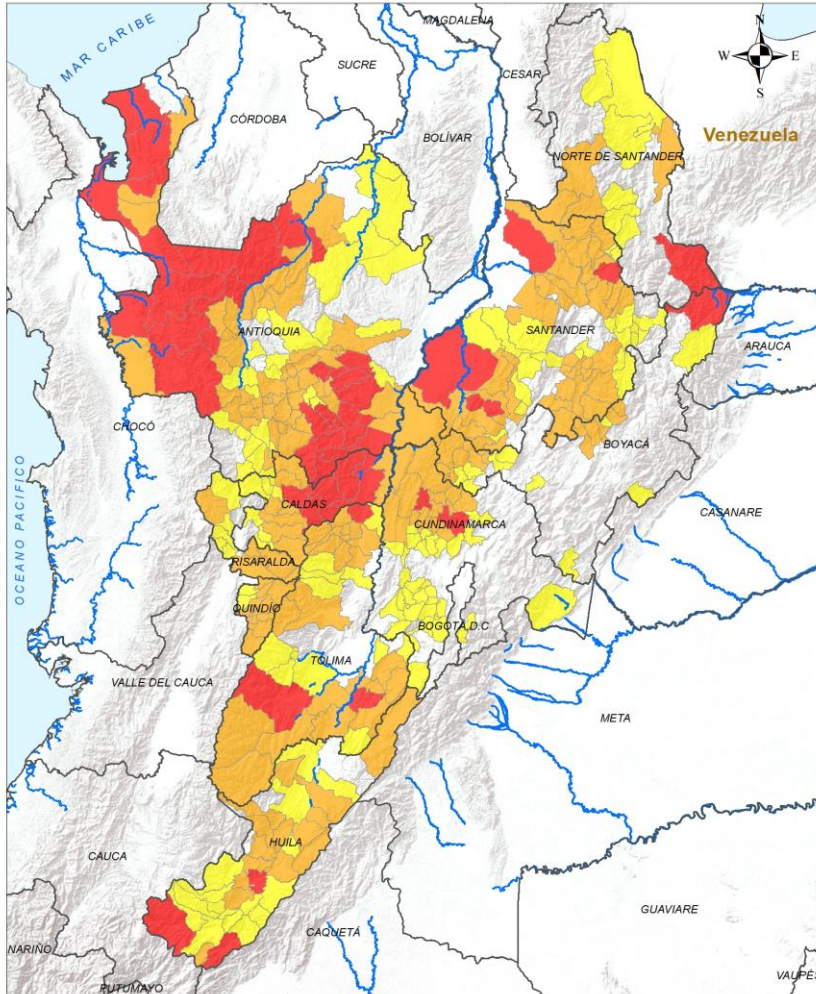 MAGDALENA
N
W E
S
MAR CARIBE
SUCRE
CESAR
CÓRDOBA
BOLÍVAR
Venezuela
NORTE DE SANTANDER
ANTIOQUIA
SANTANDER
ARAUCA
CHOCÓ
BOYACÁ
OCEANO PACIFICO
CALDAS
CUNDINAMARCA
CASANARE
RISARALDA
QUINDÍO
BOGOTÁ, D.C
TOLIMA
VALLE DEL CAUCA
META
HUILA
CAUCA
GUAVIARE
CAQUETÁ
NARIÑO
PUTUMAYO
VAUPÉS